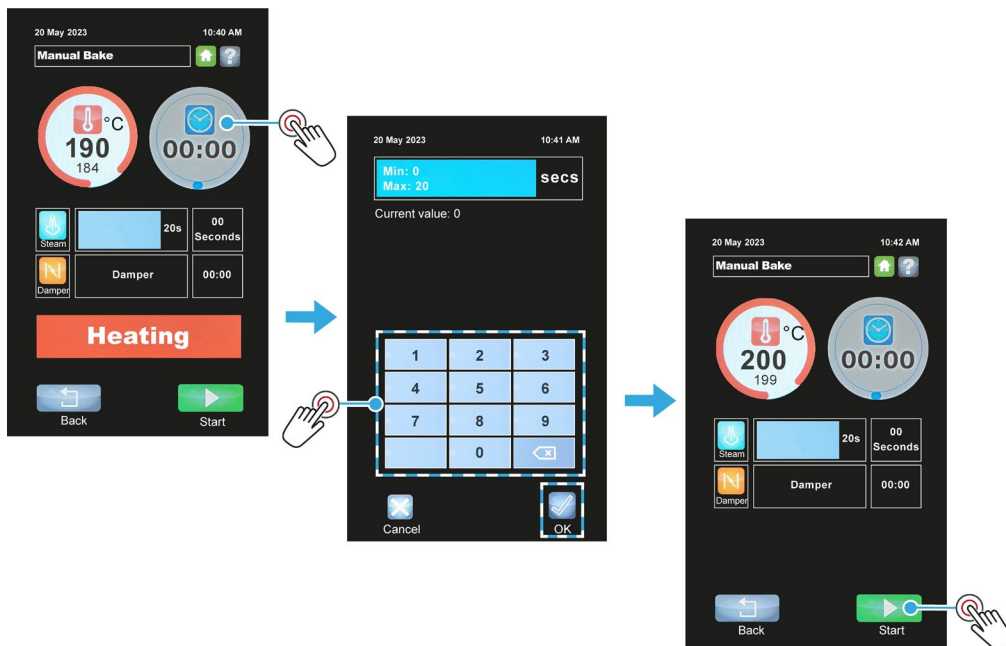 20 May 2023 10:40 AM
Manual Bake ?
°C
190
184
00:00
Steam 20s 00 Seconds
Damper Damper 00:00
Heating
Back Start
20 May 2023 10:41 AM
Min: 0
Max: 20
secs
Current value: 0
1 2 3
4 5 6
7 8 9
0
Cancel OK
20 May 2023 10:42 AM
Manual Bake ?
°C
200
199
00:00
Steam 20s 00 Seconds
Damper Damper 00:00
Back Start